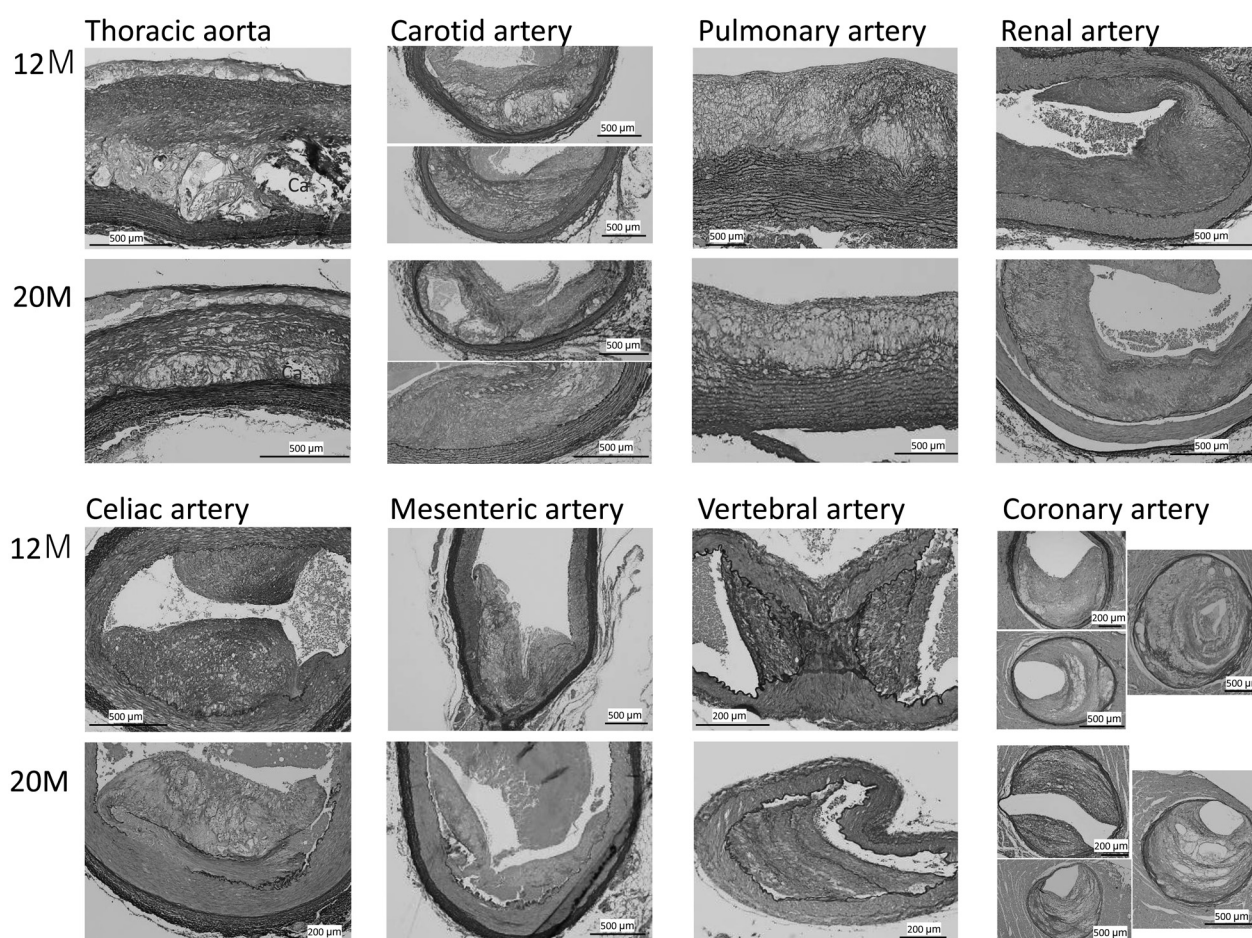 Thoracic aorta
Carotid artery
Pulmonary artery
Renal artery
12M
500 µm
Ca
500 µm
500 µm
500 µm
500 µm
20M
500 µm
Ca
500 µm
500 µm
500 µm
500 µm
Celiac artery
Mesenteric artery
Vertebral artery
Coronary artery
12M
500 µm
500 µm
200 µm
200 µm
500 µm
500 µm
20M
200 µm
500 µm
200 µm
200 µm
500 µm
500 µm